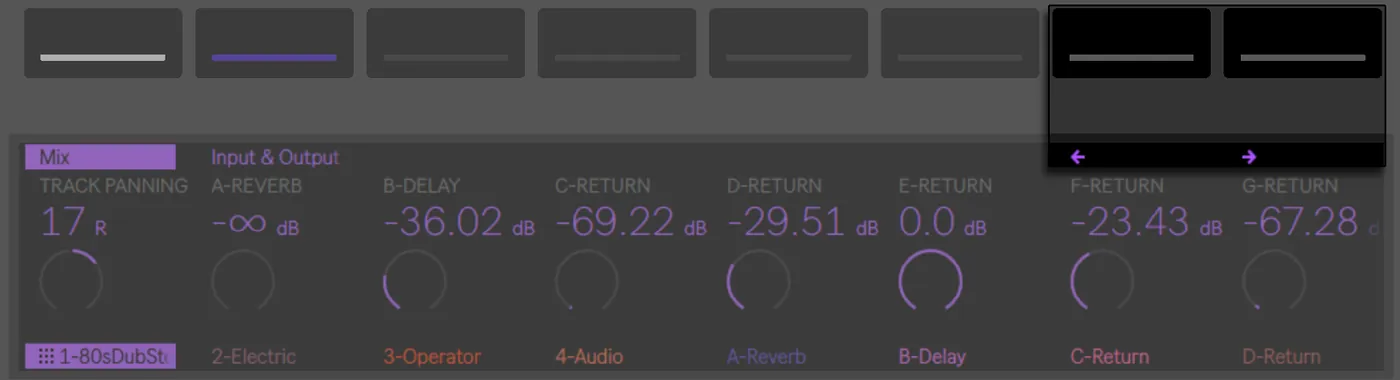 Mix Input & Output ← →
TRACK PANNING A-REVERB B-DELAY C-RETURN D-RETURN E-RETURN F-RETURN G-RETURN
17 R -∞ dB -36.02 dB -69.22 dB -29.51 dB 0.0 dB -23.43 dB -67.28 d
1-80sDubSt 2-Electric 3-Operator 4-Audio A-Reverb B-Delay C-Return D-Return